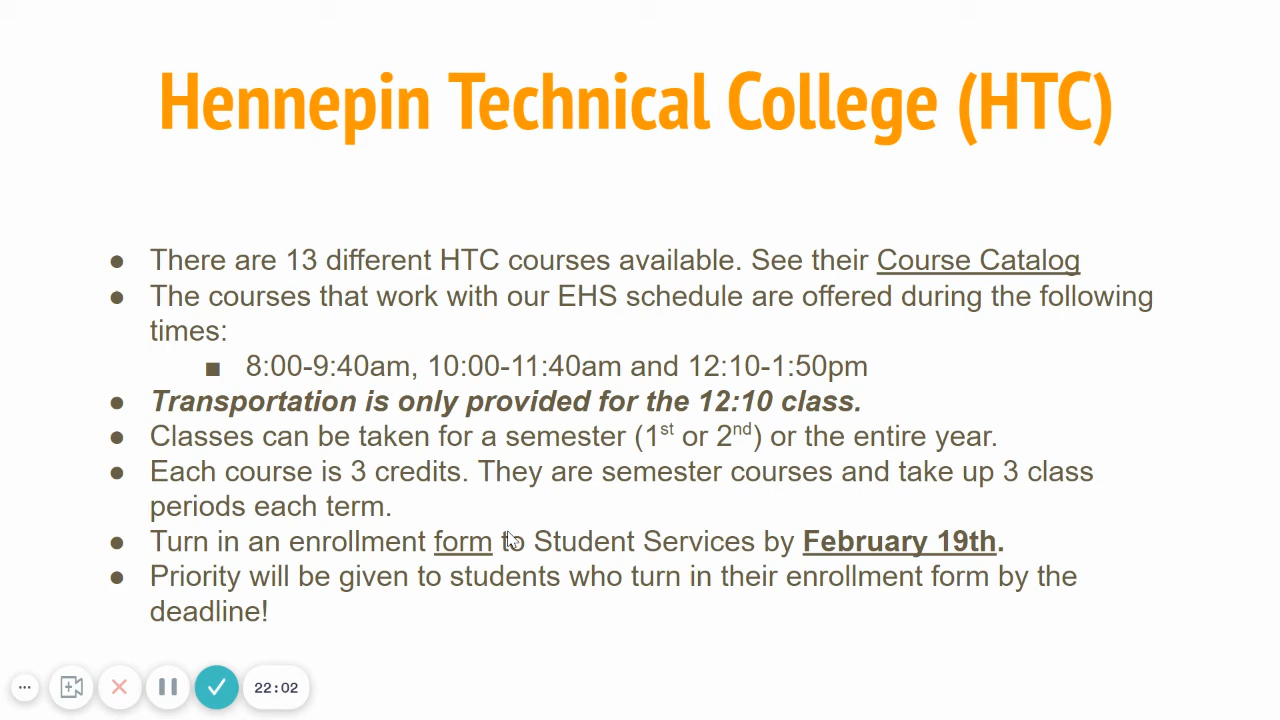 Hennepin Technical College (HTC)
● There are 13 different HTC courses available. See their Course Catalog
● The courses that work with our EHS schedule are offered during the following
times:
■ 8:00-9:40am, 10:00-11:40am and 12:10-1:50pm
● Transportation is only provided for the 12:10 class.
● Classes can be taken for a semester (1st or 2nd) or the entire year.
● Each course is 3 credits. They are semester courses and take up 3 class
periods each term.
● Turn in an enrollment form to Student Services by February 19th.
● Priority will be given to students who turn in their enrollment form by the
deadline!
22:02